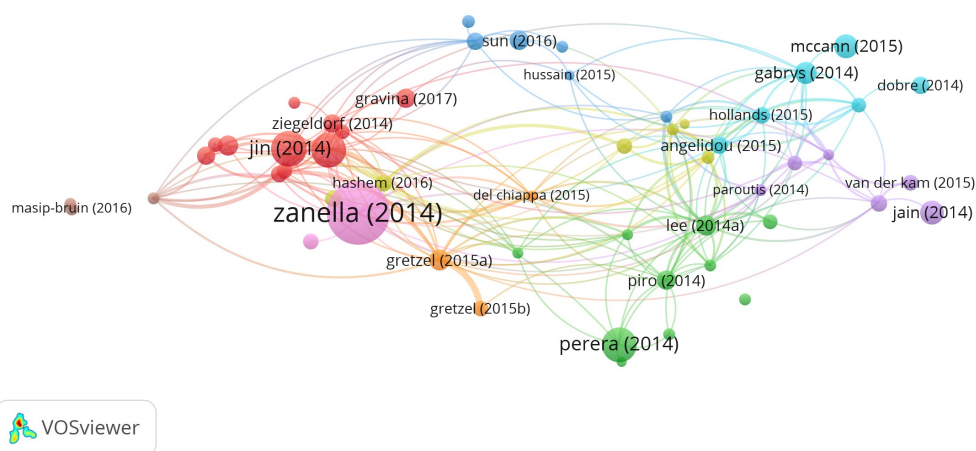 sun (2016)
mccann (2015)
hussain (2015)
gabrys (2014)
dobre (2014)
gravina (2017)
ziegeldorf (2014)
hollands (2015)
jin (2014)
angelidou (2015)
hashem (2016)
del chiappa (2015)
paroutis (2014)
van der kam (2015)
masip-bruin (2016)
zanella (2014)
lee (2014a)
jain (2014)
gretzel (2015a)
piro (2014)
gretzel (2015b)
perera (2014)
VOSviewer